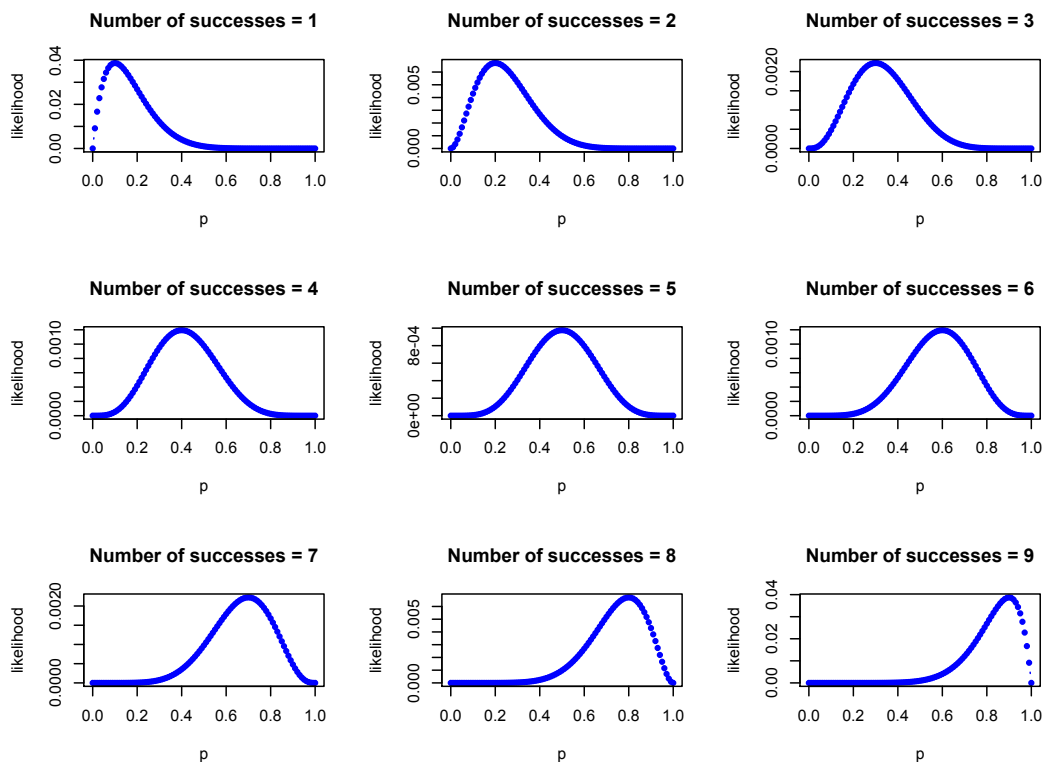 Number of successes = 1
likelihood
0.00 0.02 0.04
0.0 0.2 0.4 0.6 0.8 1.0
p
Number of successes = 2
likelihood
0.000 0.005
0.0 0.2 0.4 0.6 0.8 1.0
p
Number of successes = 3
likelihood
0.0000 0.0020
0.0 0.2 0.4 0.6 0.8 1.0
p
Number of successes = 4
likelihood
0.0000 0.0010
0.0 0.2 0.4 0.6 0.8 1.0
p
Number of successes = 5
likelihood
0e+00 8e-04
0.0 0.2 0.4 0.6 0.8 1.0
p
Number of successes = 6
likelihood
0.0000 0.0010
0.0 0.2 0.4 0.6 0.8 1.0
p
Number of successes = 7
likelihood
0.0000 0.0020
0.0 0.2 0.4 0.6 0.8 1.0
p
Number of successes = 8
likelihood
0.000 0.005
0.0 0.2 0.4 0.6 0.8 1.0
p
Number of successes = 9
likelihood
0.00 0.02 0.04
0.0 0.2 0.4 0.6 0.8 1.0
p